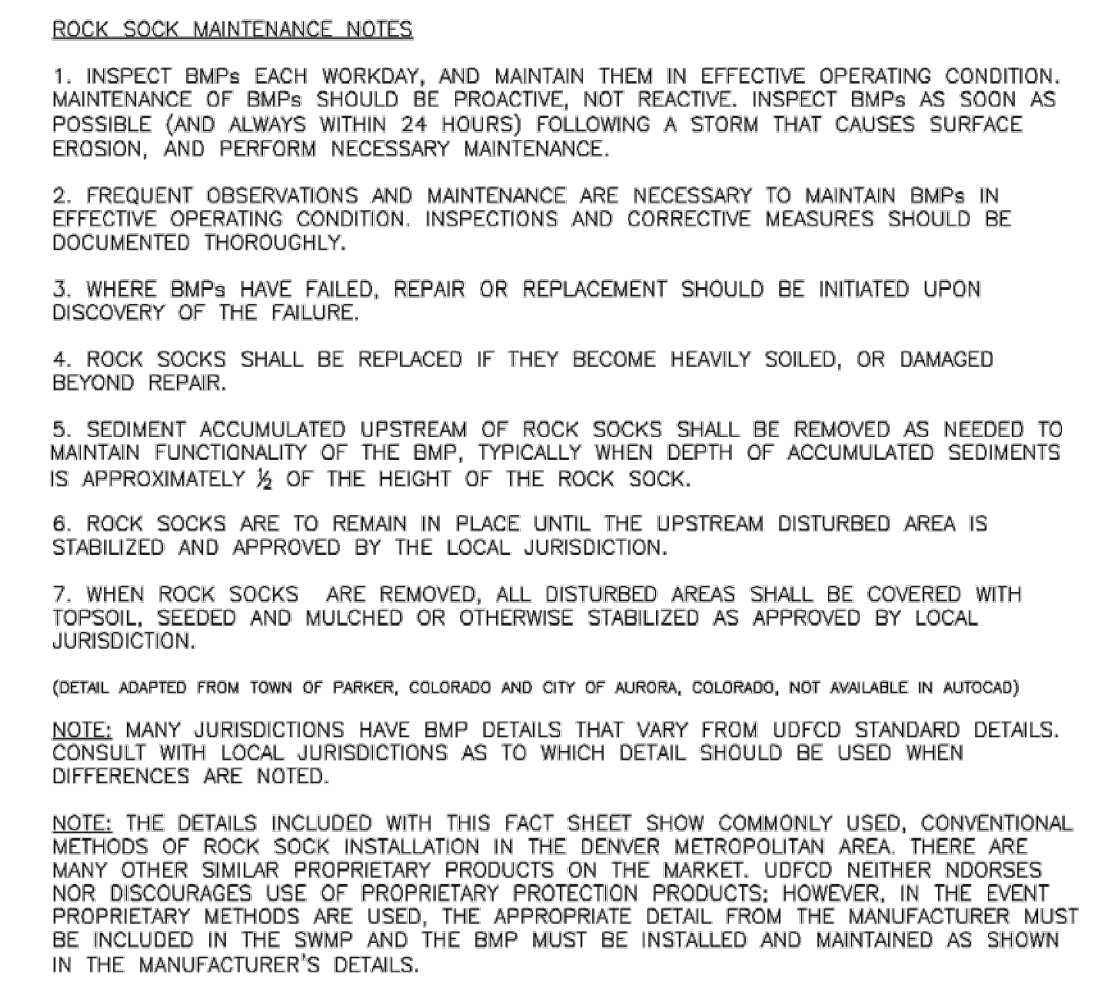 ROCK SOCK MAINTENANCE NOTES
1. INSPECT BMPs EACH WORKDAY, AND MAINTAIN THEM IN EFFECTIVE OPERATING CONDITION.
MAINTENANCE OF BMPs SHOULD BE PROACTIVE, NOT REACTIVE. INSPECT BMPs AS SOON AS
POSSIBLE (AND ALWAYS WITHIN 24 HOURS) FOLLOWING A STORM THAT CAUSES SURFACE
EROSION, AND PERFORM NECESSARY MAINTENANCE.
2. FREQUENT OBSERVATIONS AND MAINTENANCE ARE NECESSARY TO MAINTAIN BMPs IN
EFFECTIVE OPERATING CONDITION. INSPECTIONS AND CORRECTIVE MEASURES SHOULD BE
DOCUMENTED THOROUGHLY.
3. WHERE BMPs HAVE FAILED, REPAIR OR REPLACEMENT SHOULD BE INITIATED UPON
DISCOVERY OF THE FAILURE.
4. ROCK SOCKS SHALL BE REPLACED IF THEY BECOME HEAVILY SOILED, OR DAMAGED
BEYOND REPAIR.
5. SEDIMENT ACCUMULATED UPSTREAM OF ROCK SOCKS SHALL BE REMOVED AS NEEDED TO
MAINTAIN FUNCTIONALITY OF THE BMP, TYPICALLY WHEN DEPTH OF ACCUMULATED SEDIMENTS
IS APPROXIMATELY ½ OF THE HEIGHT OF THE ROCK SOCK.
6. ROCK SOCKS ARE TO REMAIN IN PLACE UNTIL THE UPSTREAM DISTURBED AREA IS
STABILIZED AND APPROVED BY THE LOCAL JURISDICTION.
7. WHEN ROCK SOCKS ARE REMOVED, ALL DISTURBED AREAS SHALL BE COVERED WITH
TOPSOIL, SEEDED AND MULCHED OR OTHERWISE STABILIZED AS APPROVED BY LOCAL
JURISDICTION.
(DETAIL ADAPTED FROM TOWN OF PARKER, COLORADO AND CITY OF AURORA, COLORADO, NOT AVAILABLE IN AUTOCAD)
NOTE: MANY JURISDICTIONS HAVE BMP DETAILS THAT VARY FROM UDFCD STANDARD DETAILS.
CONSULT WITH LOCAL JURISDICTIONS AS TO WHICH DETAIL SHOULD BE USED WHEN
DIFFERENCES ARE NOTED.
NOTE: THE DETAILS INCLUDED WITH THIS FACT SHEET SHOW COMMONLY USED, CONVENTIONAL
METHODS OF ROCK SOCK INSTALLATION IN THE DENVER METROPOLITAN AREA. THERE ARE
MANY OTHER SIMILAR PROPRIETARY PRODUCTS ON THE MARKET. UDFCD NEITHER NDORSES
NOR DISCOURAGES USE OF PROPRIETARY PROTECTION PRODUCTS; HOWEVER, IN THE EVENT
PROPRIETARY METHODS ARE USED, THE APPROPRIATE DETAIL FROM THE MANUFACTURER MUST
BE INCLUDED IN THE SWMP AND THE BMP MUST BE INSTALLED AND MAINTAINED AS SHOWN
IN THE MANUFACTURER'S DETAILS.